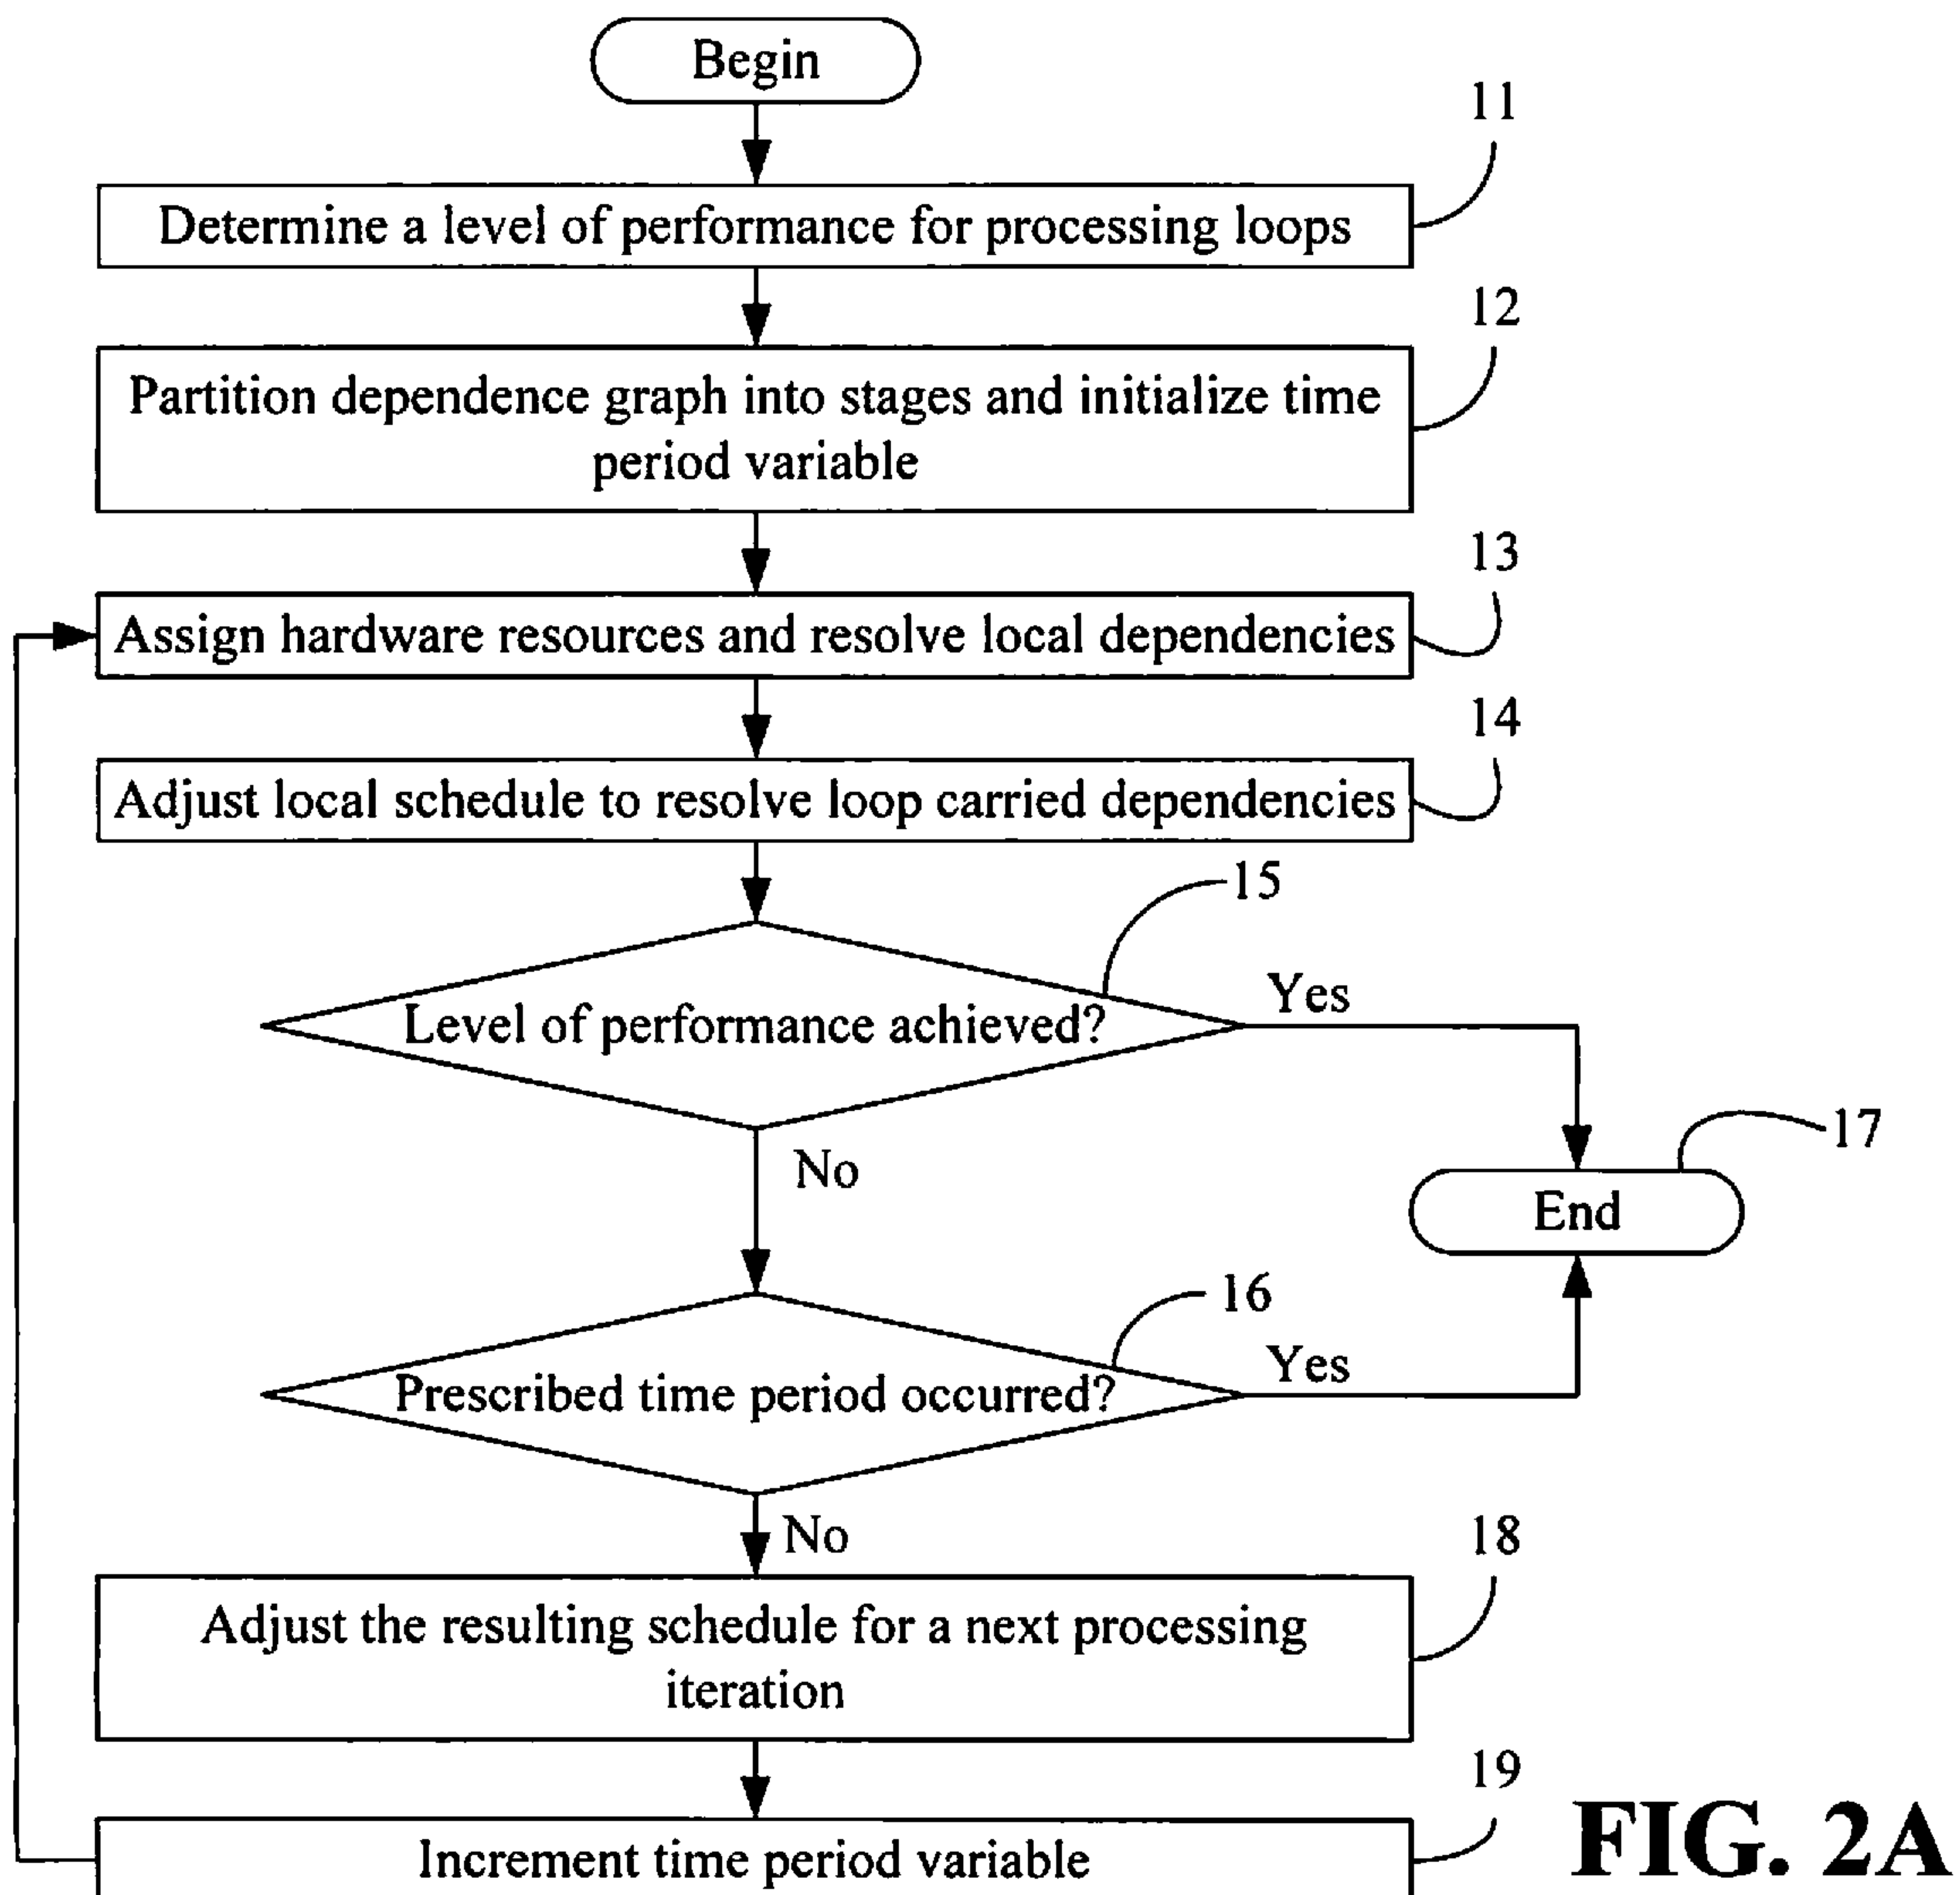 Begin
11
Determine a level of performance for processing loops
12
Partition dependence graph into stages and initialize time
period variable
13
Assign hardware resources and resolve local dependencies
14
Adjust local schedule to resolve loop carried dependencies
15
Level of performance achieved?
Yes
No
17
End
16
Prescribed time period occurred?
Yes
No
18
Adjust the resulting schedule for a next processing
iteration
19
Increment time period variable
FIG. 2A